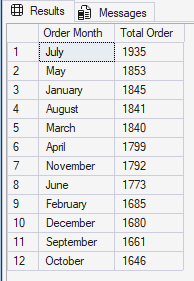 Results Messages
Order Month Total Order
1 July 1935
2 May 1853
3 January 1845
4 August 1841
5 March 1840
6 April 1799
7 November 1792
8 June 1773
9 February 1685
10 December 1680
11 September 1661
12 October 1646